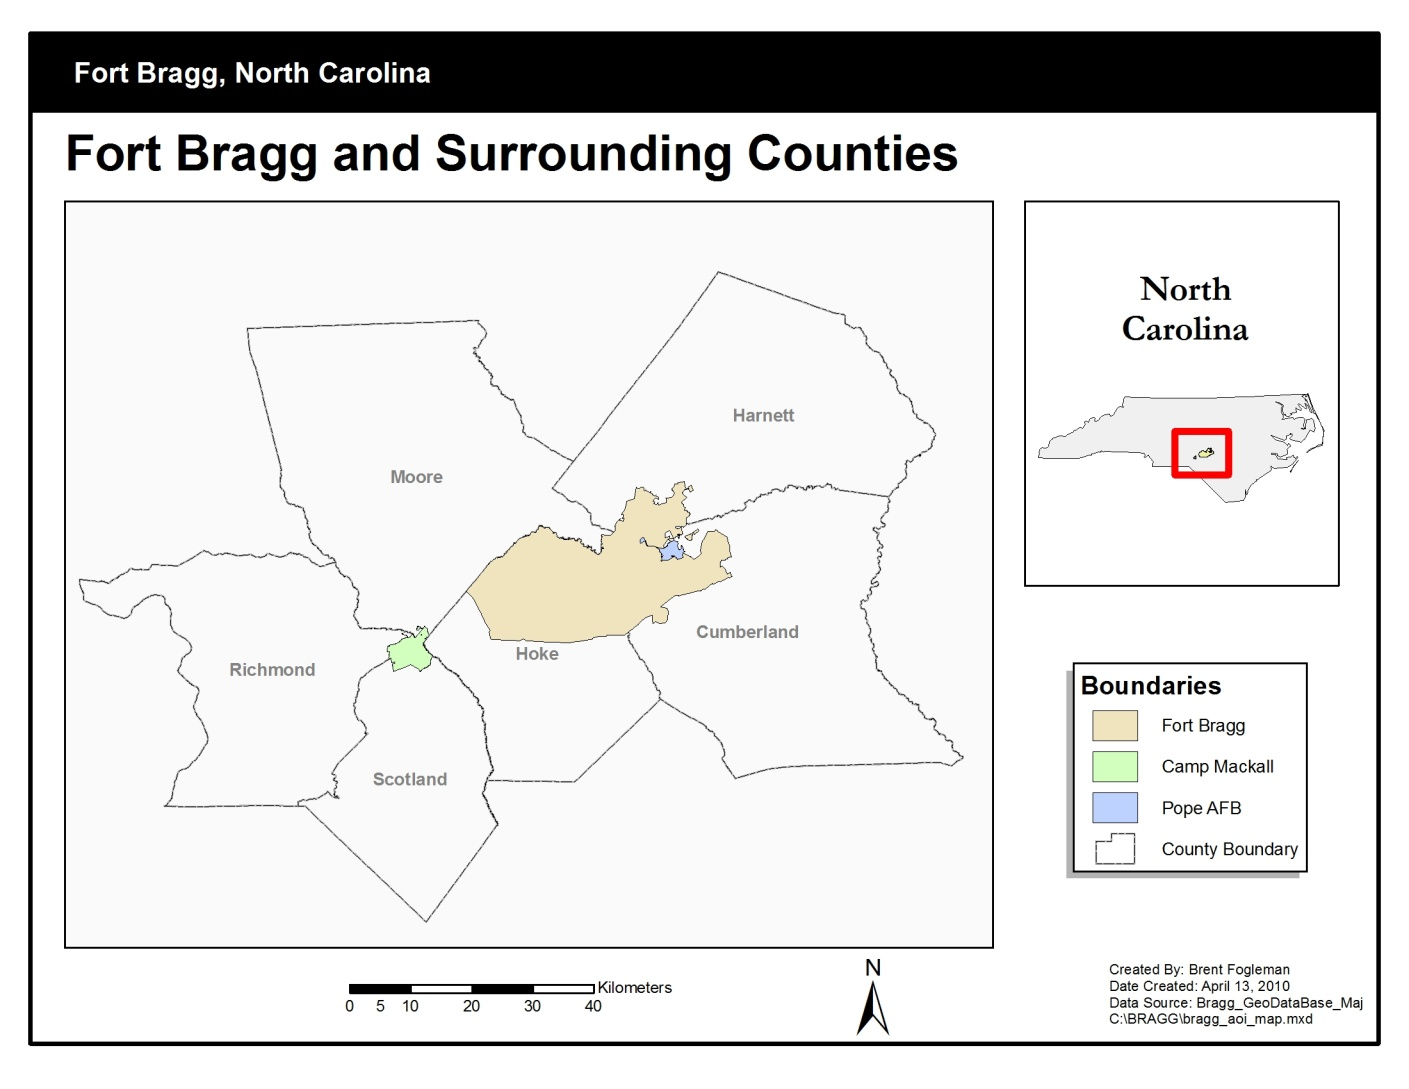 Fort Bragg, North Carolina
Fort Bragg and Surrounding Counties
North
Carolina
Harnett
Moore
Cumberland
Hoke
Richmond
Scotland
Boundaries
Fort Bragg
Camp Mackall
Pope AFB
County Boundary
N
Kilometers
0 5 10 20 30 40
Created By: Brent Fogleman
Date Created: April 13, 2010
Data Source: Bragg_GeoDataBase_Maj
C:\BRAGG\bragg_aoi_map.mxd